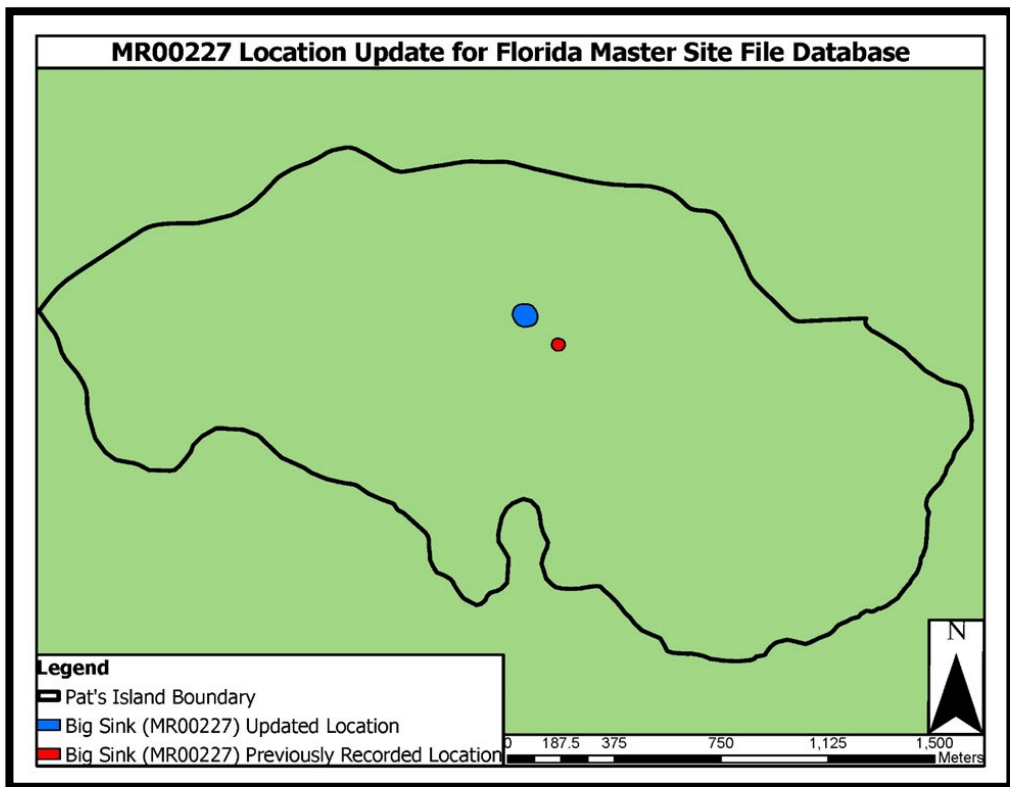 MR00227 Location Update for Florida Master Site File Database
N
Legend
Pat's Island Boundary
Big Sink (MR00227) Updated Location
Big Sink (MR00227) Previously Recorded Location
0 187.5 375 750 1,125 1,500
Meters